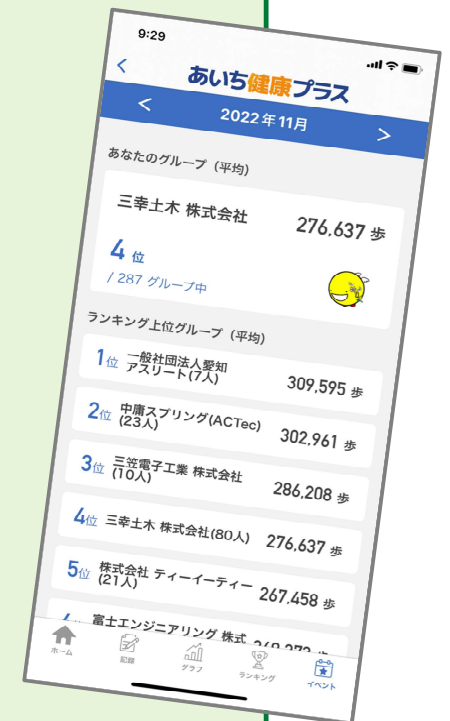 9:29
あいち健康プラス
< 2022年11月 >
あなたのグループ（平均）
三幸土木 株式会社 276,637 歩
4 位
/ 287 グループ中
ランキング上位グループ（平均）
1位 一般社団法人愛知
アスリート(7人) 309,595 歩
2位 中庸スプリング(ACTec)
(23人) 302,961 歩
3位 三笠電子工業 株式会社
(10人) 286,208 歩
4位 三幸土木 株式会社(80人) 276,637 歩
5位 株式会社 ティーイーティー
(21人) 267,458 歩
富士エンジニアリング 株式
ホーム 記録 グラフ ランキング イベント